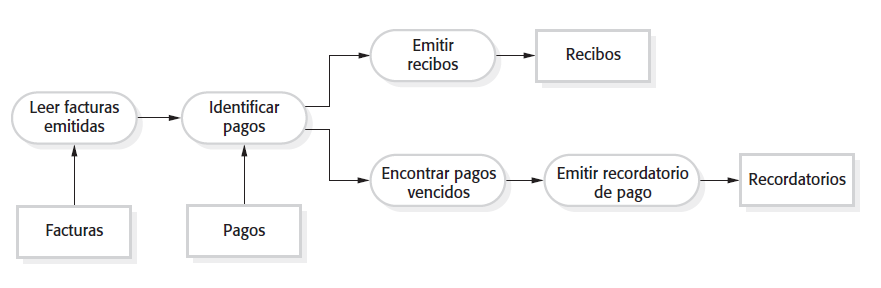 Emitir
recibos
Recibos
Leer facturas
emitidas
Identificar
pagos
Encontrar pagos
vencidos
Emitir recordatorio
de pago
Recordatorios
Facturas
Pagos